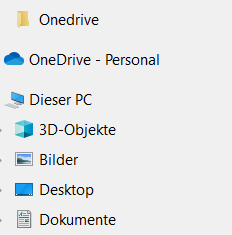 Onedrive
OneDrive - Personal
Dieser PC
3D-Objekte
Bilder
Desktop
Dokumente